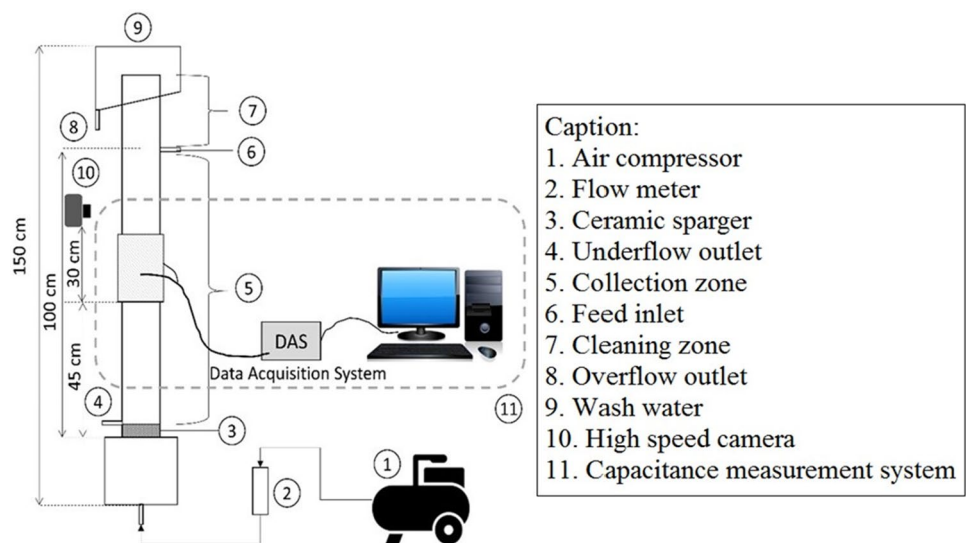 9
8
7
6
10
150 cm
100 cm
30 cm
45 cm
5
DAS
Data Acquisition System
4
11
3
1
2
Caption:
1. Air compressor
2. Flow meter
3. Ceramic sparger
4. Underflow outlet
5. Collection zone
6. Feed inlet
7. Cleaning zone
8. Overflow outlet
9. Wash water
10. High speed camera
11. Capacitance measurement system